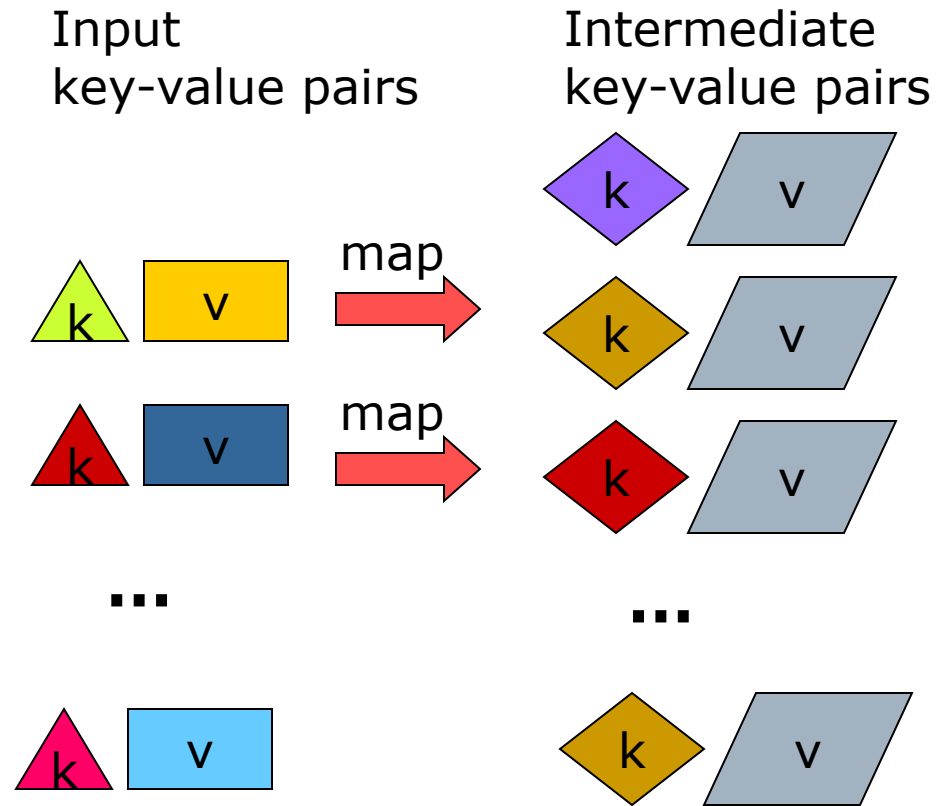 Input
key-value pairs
Intermediate
key-value pairs
k v
map
k v
k v
map
k v
k v
...
k v
...
k v
k v